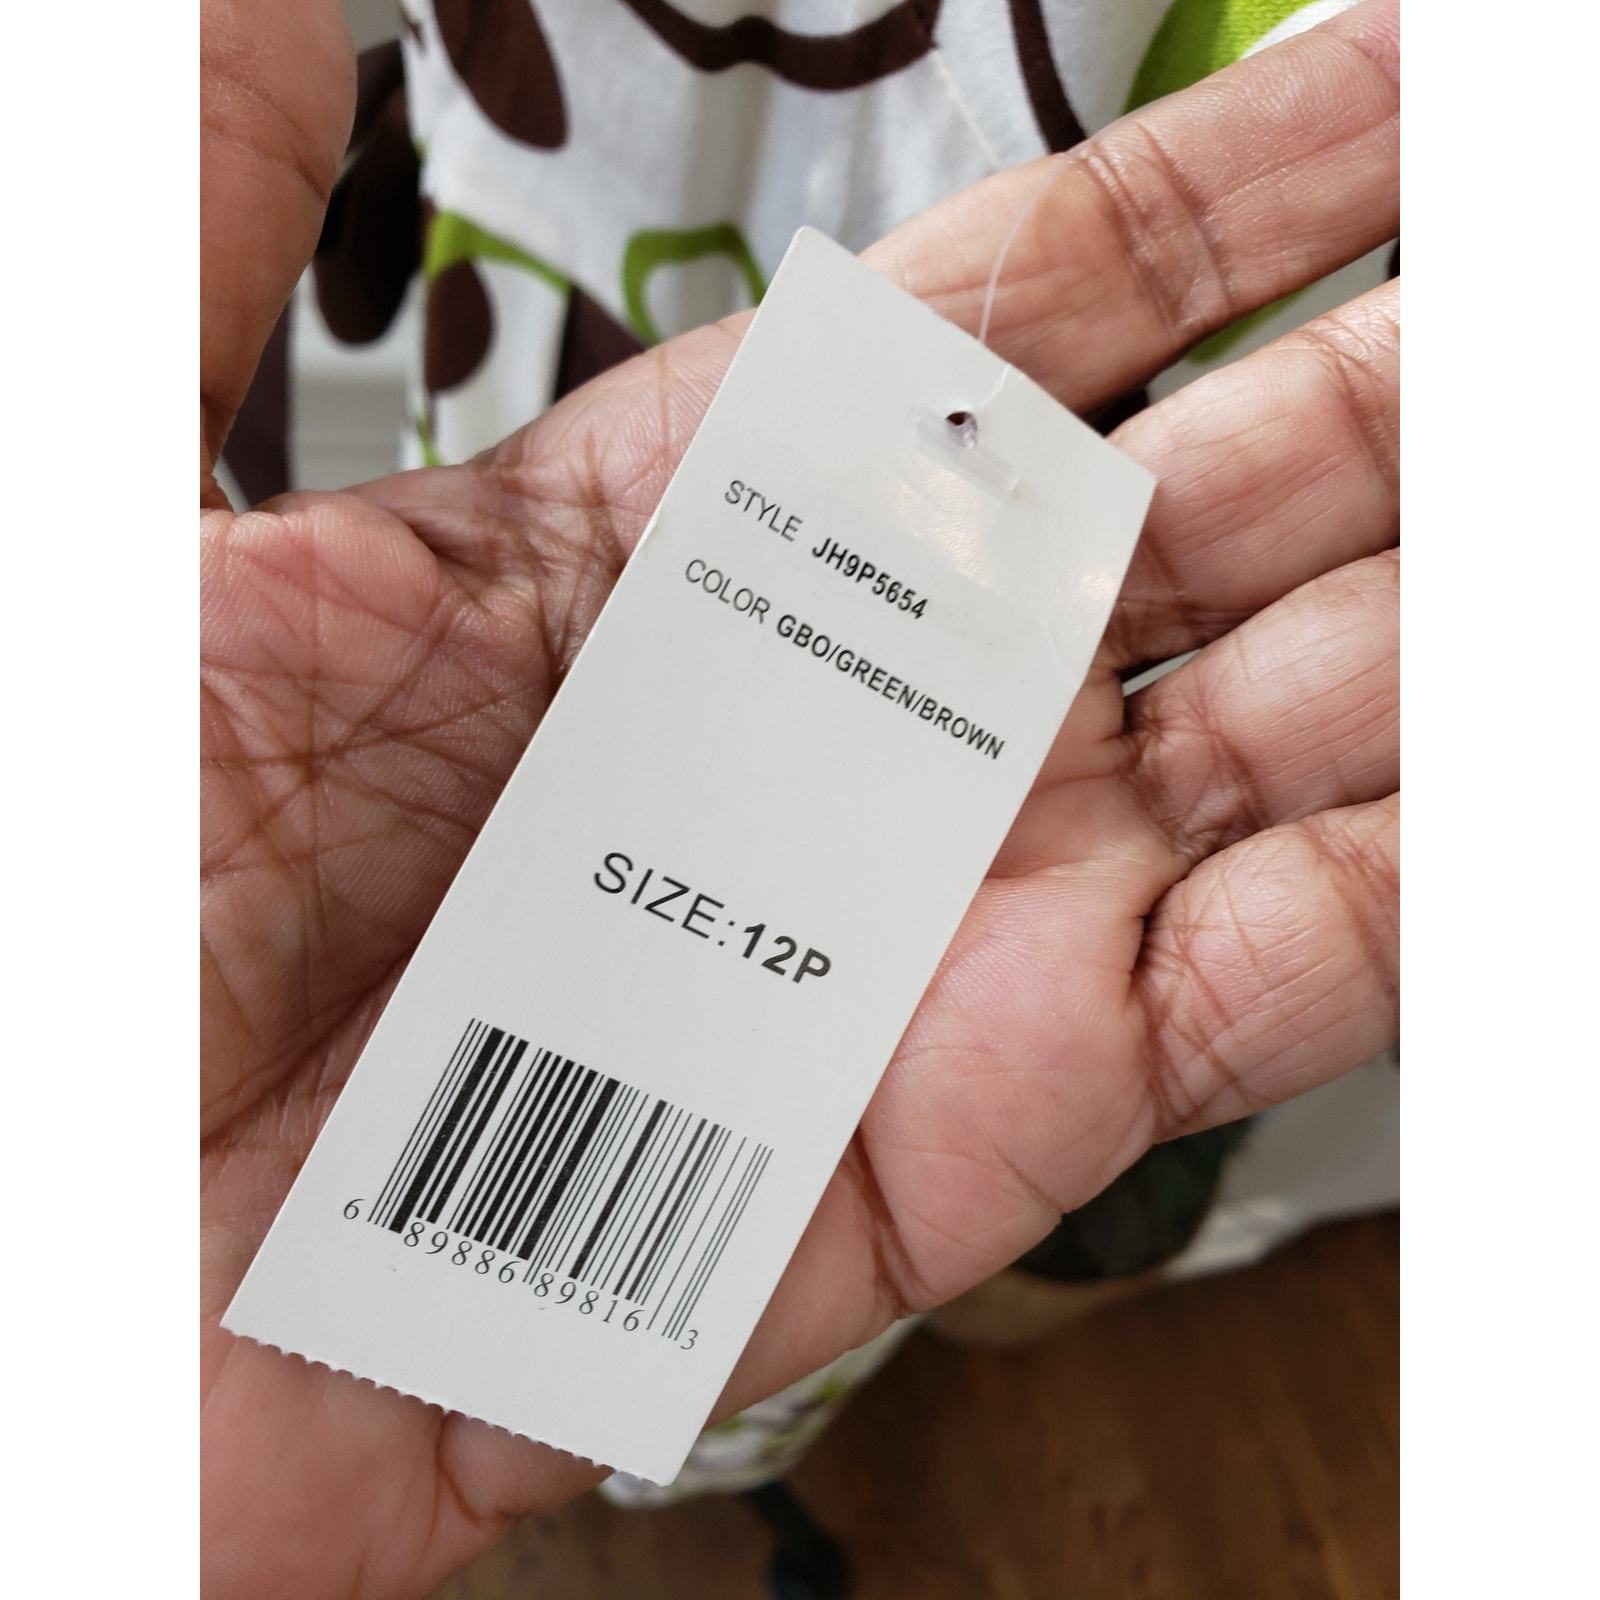 STYLE JH9P5654
COLOR GBO/GREEN/BROWN
SIZE:12P
6 89886 89816 3